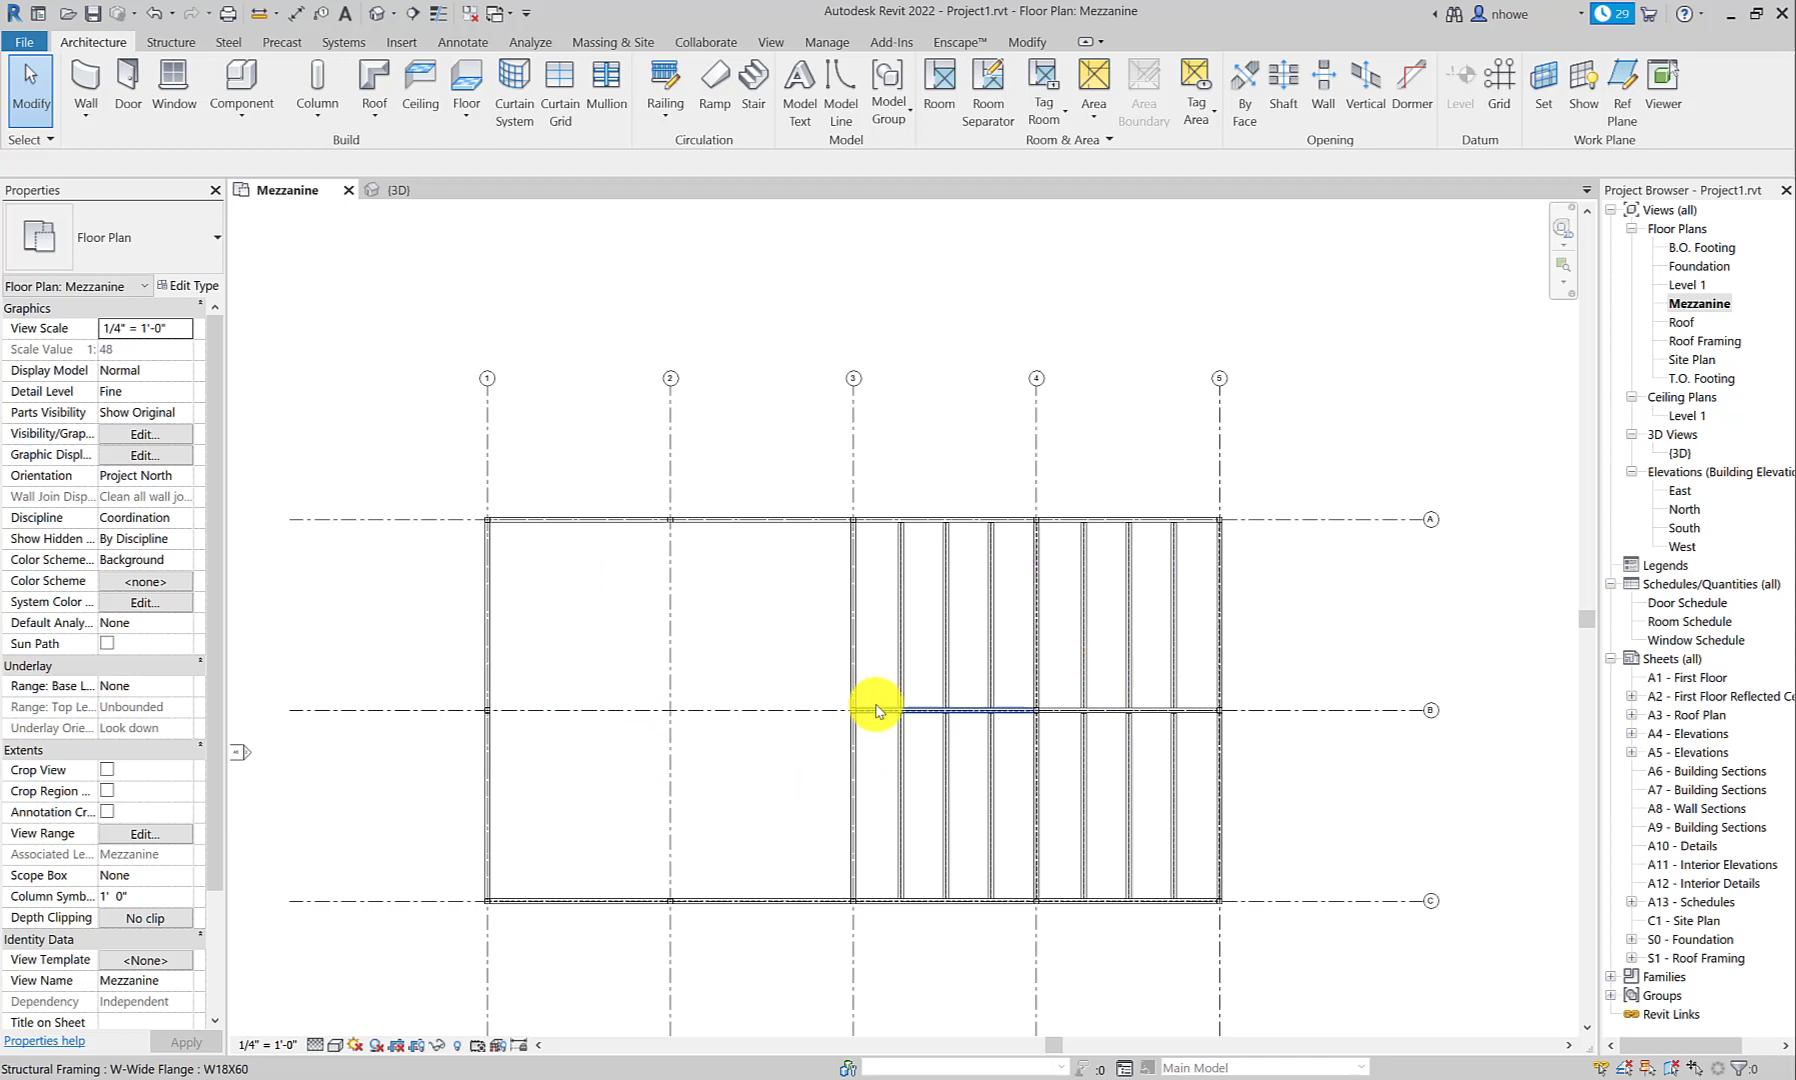 Autodesk Revit 2022 - Project1.rvt - Floor Plan: Mezzanine
nhowe
29
File Architecture Structure Steel Precast Systems Insert Annotate Analyze Massing & Site Collaborate View Manage Add-Ins Enscape™ Modify
Modify Wall Door Window Component Column Roof Ceiling Floor Curtain System Curtain Grid Mullion Railing Ramp Stair Model Text Model Line Model Group Room Room Separator Tag Room Area Area Boundary Tag Area By Face Shaft Wall Vertical Dormer Level Grid Set Show Ref Plane Viewer
Select Build Circulation Model Room & Area Opening Datum Work Plane
Properties
Floor Plan
Floor Plan: Mezzanine Edit Type
Graphics
View Scale 1/4" = 1'-0"
Scale Value 1: 48
Display Model Normal
Detail Level Fine
Parts Visibility Show Original
Visibility/Grap... Edit...
Graphic Displ... Edit...
Orientation Project North
Wall Join Disp... Clean all wall jo...
Discipline Coordination
Show Hidden ... By Discipline
Color Scheme... Background
Color Scheme <none>
System Color ... Edit...
Default Analy... None
Sun Path
Underlay
Range: Base L... None
Range: Top Le... Unbounded
Underlay Orie... Look down
Extents
Crop View
Crop Region ...
Annotation Cr...
View Range Edit...
Associated Le... Mezzanine
Scope Box None
Column Symb... 1' 0"
Depth Clipping No clip
Identity Data
View Template <None>
View Name Mezzanine
Dependency Independent
Title on Sheet
Properties help Apply
Mezzanine {3D}
1 2 3 4 5
A
B
C
1/4" = 1'-0"
Project Browser - Project1.rvt
Views (all)
Floor Plans
B.O. Footing
Foundation
Level 1
Mezzanine
Roof
Roof Framing
Site Plan
T.O. Footing
Ceiling Plans
Level 1
3D Views
{3D}
Elevations (Building Elevatio
East
North
South
West
Legends
Schedules/Quantities (all)
Door Schedule
Room Schedule
Window Schedule
Sheets (all)
A1 - First Floor
A2 - First Floor Reflected Ce
A3 - Roof Plan
A4 - Elevations
A5 - Elevations
A6 - Building Sections
A7 - Building Sections
A8 - Wall Sections
A9 - Building Sections
A10 - Details
A11 - Interior Elevations
A12 - Interior Details
A13 - Schedules
C1 - Site Plan
S0 - Foundation
S1 - Roof Framing
Families
Groups
Revit Links
Structural Framing : W-Wide Flange : W18X60
:0 Main Model :0